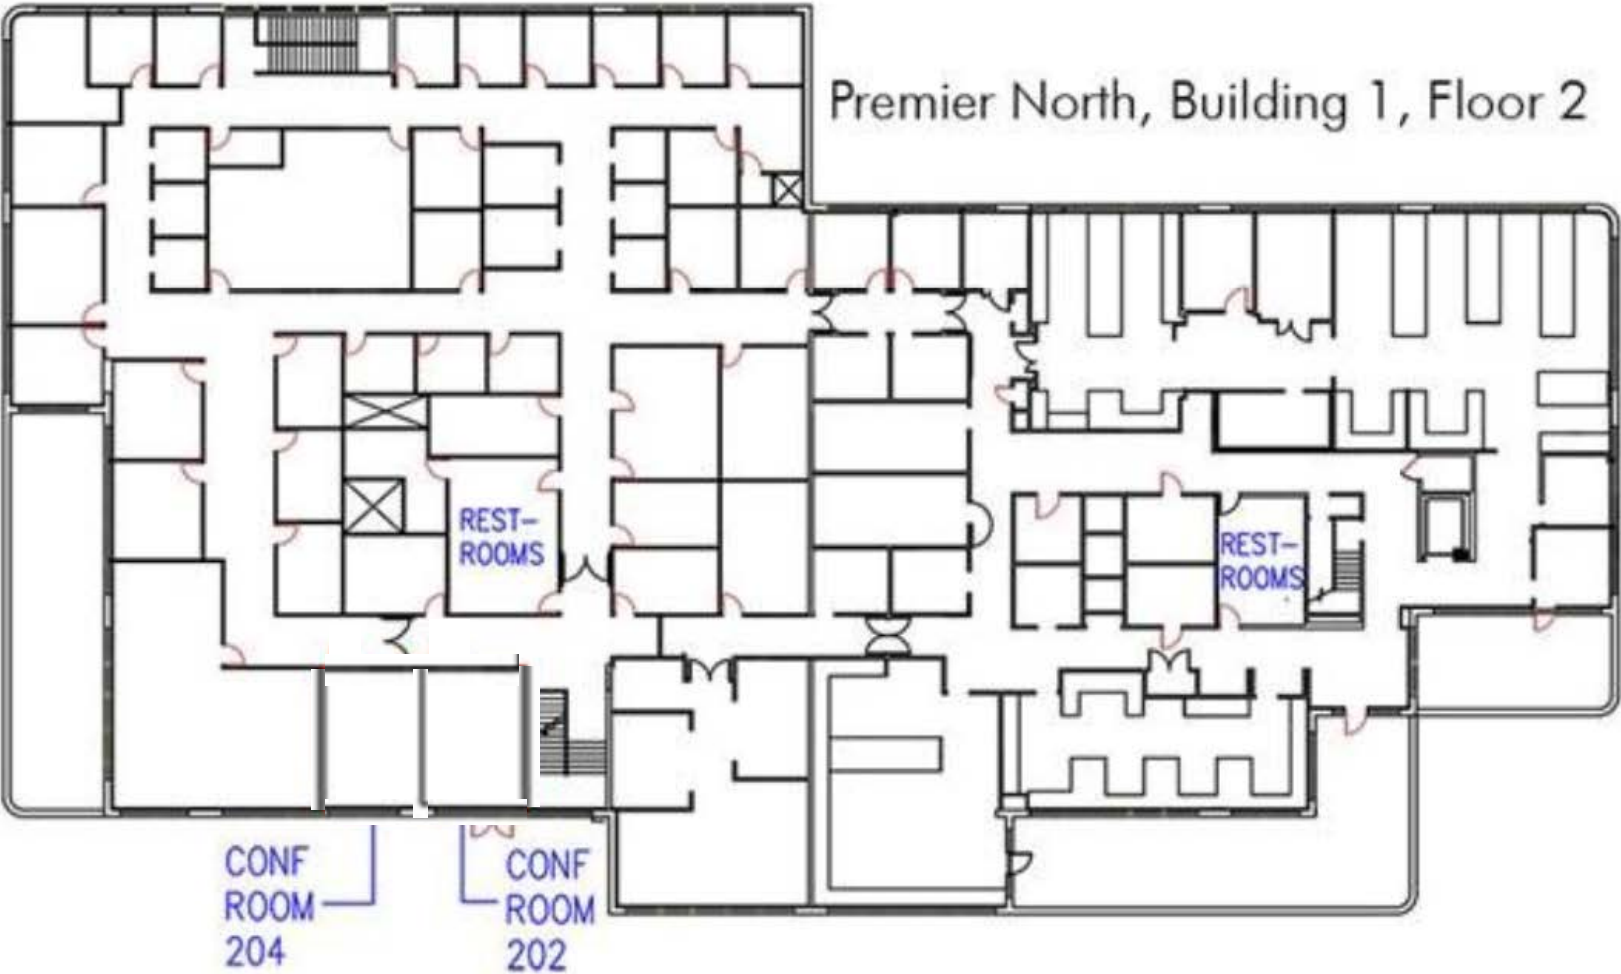 Premier North, Building 1, Floor 2
REST-
ROOMS
REST-
ROOMS
CONF
ROOM
204
CONF
ROOM
202